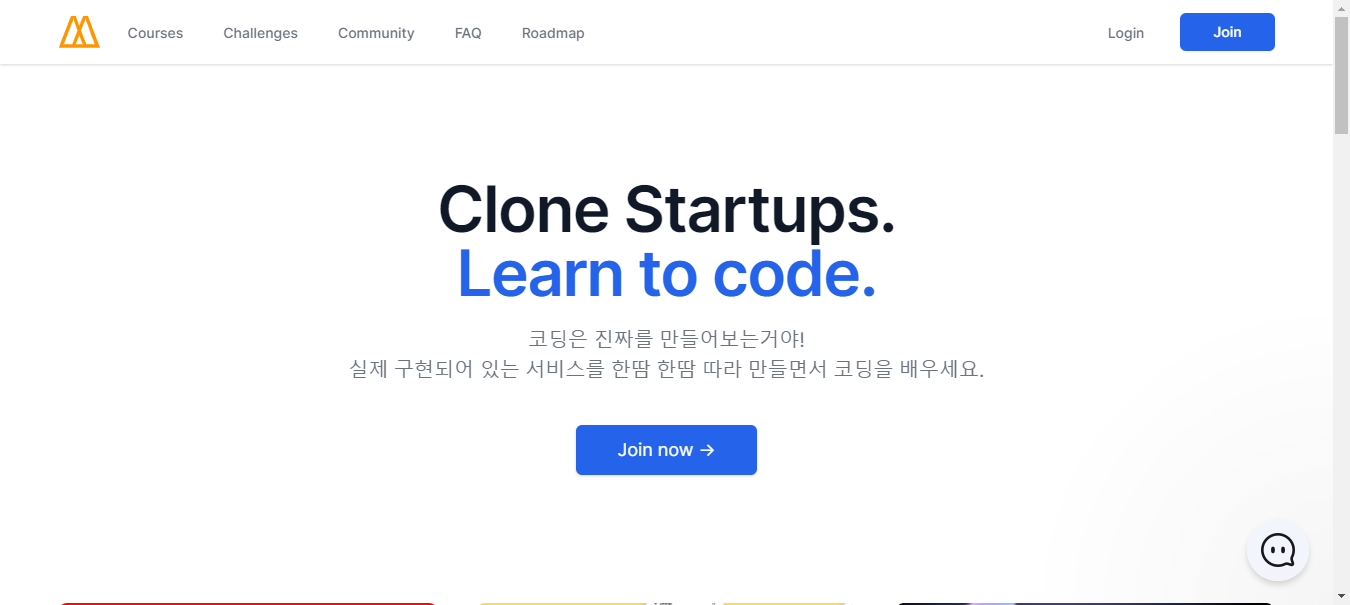 Courses
Challenges
Community
FAQ
Roadmap
Login
Join
Clone Startups.
Learn to code.
코딩은 진짜를 만들어보는거야!
실제 구현되어 있는 서비스를 한땀 한땀 따라 만들면서 코딩을 배우세요.
Join now →